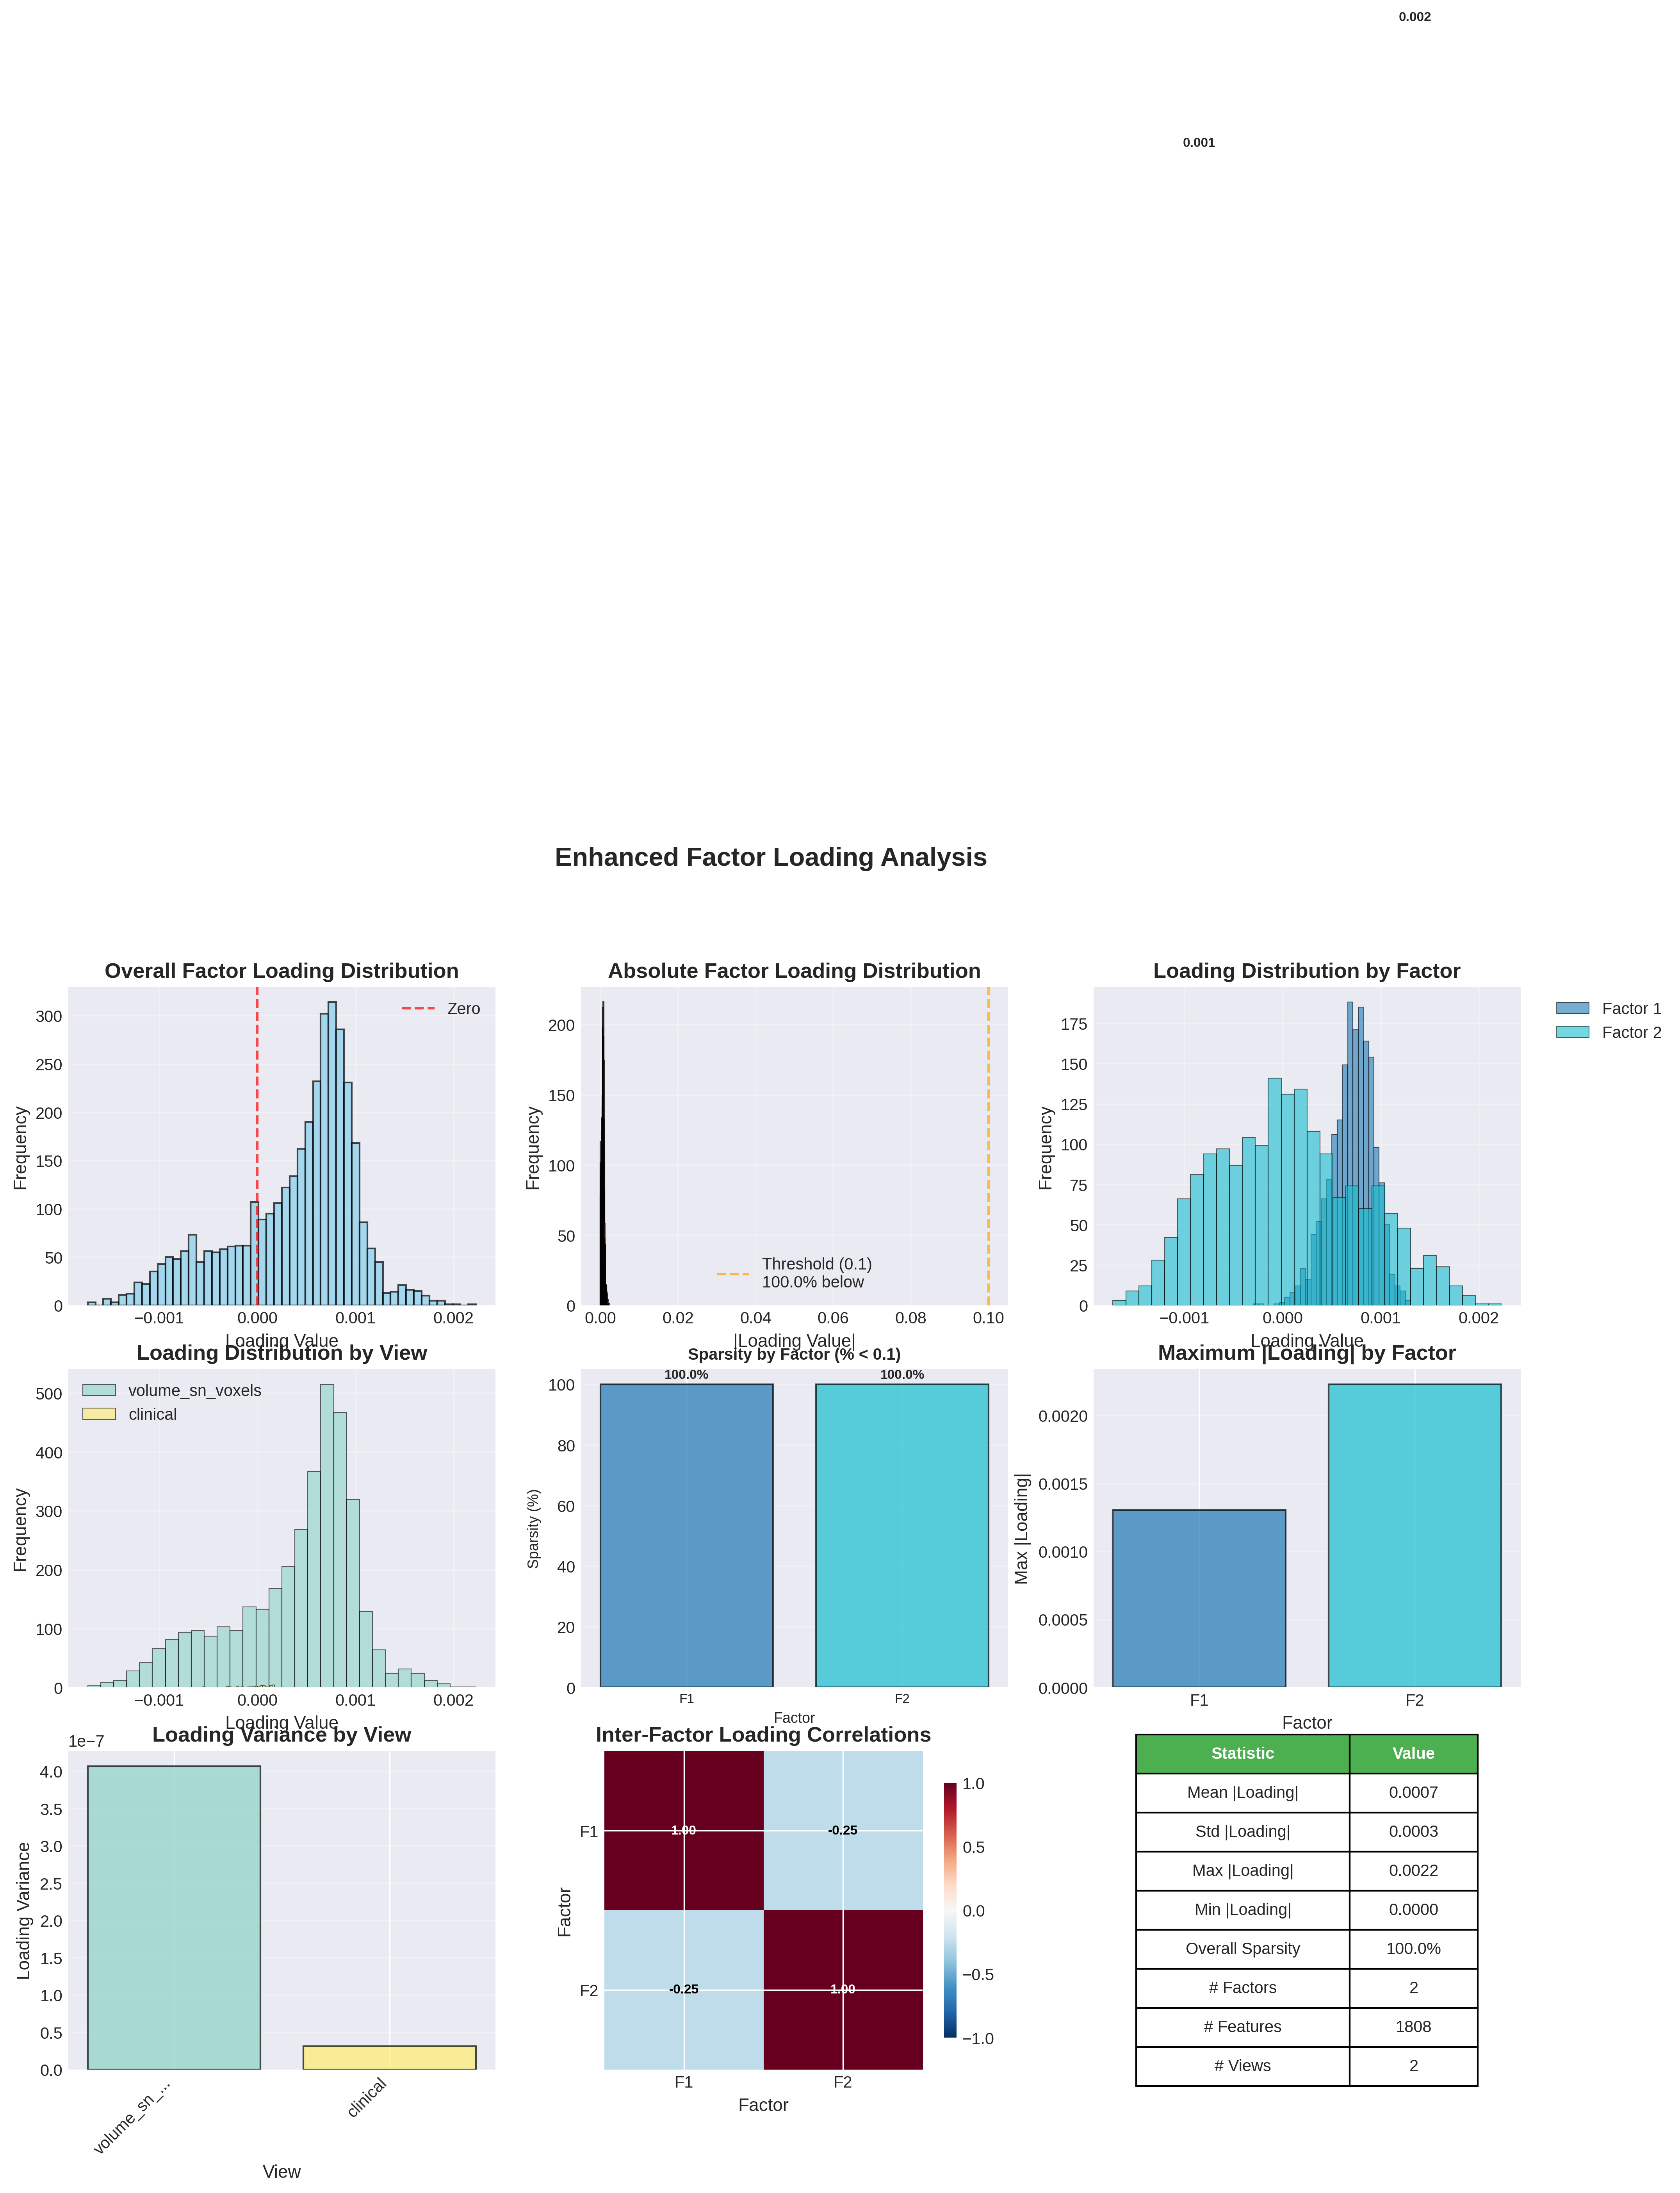 0.002
0.001
Enhanced Factor Loading Analysis
Overall Factor Loading Distribution
Frequency
300
250
200
150
100
50
0
−0.001
0.000
0.001
0.002
Loading Value
Zero
Absolute Factor Loading Distribution
Frequency
200
150
100
50
0
0.00
0.02
0.04
0.06
0.08
0.10
|Loading Value|
Threshold (0.1)
100.0% below
Loading Distribution by Factor
Frequency
175
150
125
100
75
50
25
0
−0.001
0.000
0.001
0.002
Loading Value
Factor 1
Factor 2
Loading Distribution by View
Frequency
500
400
300
200
100
0
−0.001
0.000
0.001
0.002
Loading Value
volume_sn_voxels
clinical
Sparsity by Factor (% < 0.1)
Sparsity (%)
100
80
60
40
20
0
100.0%
100.0%
F1
F2
Factor
Maximum |Loading| by Factor
Max |Loading|
0.0020
0.0015
0.0010
0.0005
0.0000
F1
F2
Factor
Loading Variance by View
1e−7
Loading Variance
4.0
3.5
3.0
2.5
2.0
1.5
1.0
0.5
0.0
volume_sn_...
clinical
View
Inter-Factor Loading Correlations
Factor
F1
F2
1.00
-0.25
-0.25
1.00
F1
F2
Factor
1.0
0.5
0.0
−0.5
−1.0
Statistic Value
Mean |Loading| 0.0007
Std |Loading| 0.0003
Max |Loading| 0.0022
Min |Loading| 0.0000
Overall Sparsity 100.0%
# Factors 2
# Features 1808
# Views 2